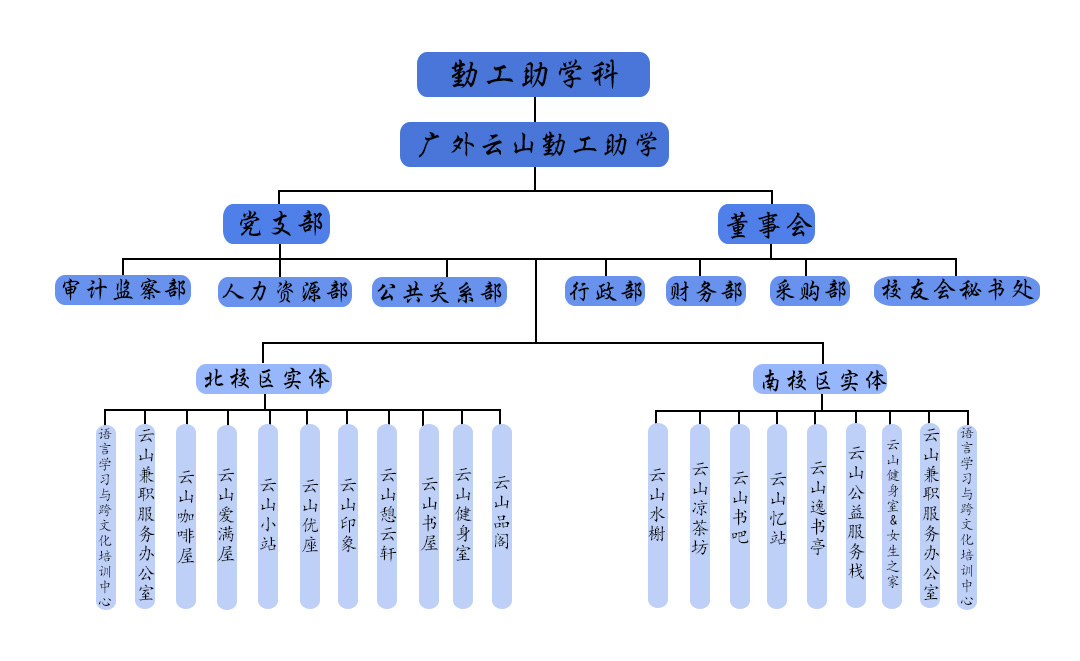 勤工助学科
广外云山勤工助学
党支部
董事会
审计监察部
人力资源部
公共关系部
行政部
财务部
采购部
校友会秘书处
北校区实体
南校区实体
语言学习与跨文化培训中心
云山兼职服务办公室
云山咖啡屋
云山爱满屋
云山小站
云山优座
云山印象
云山憩云轩
云山书屋
云山健身室
云山品阁
云山水榭
云山凉茶坊
云山书吧
云山忆站
云山逸书亭
云山公益服务栈
云山健身室&女生之家
云山兼职服务办公室
语言学习与跨文化培训中心